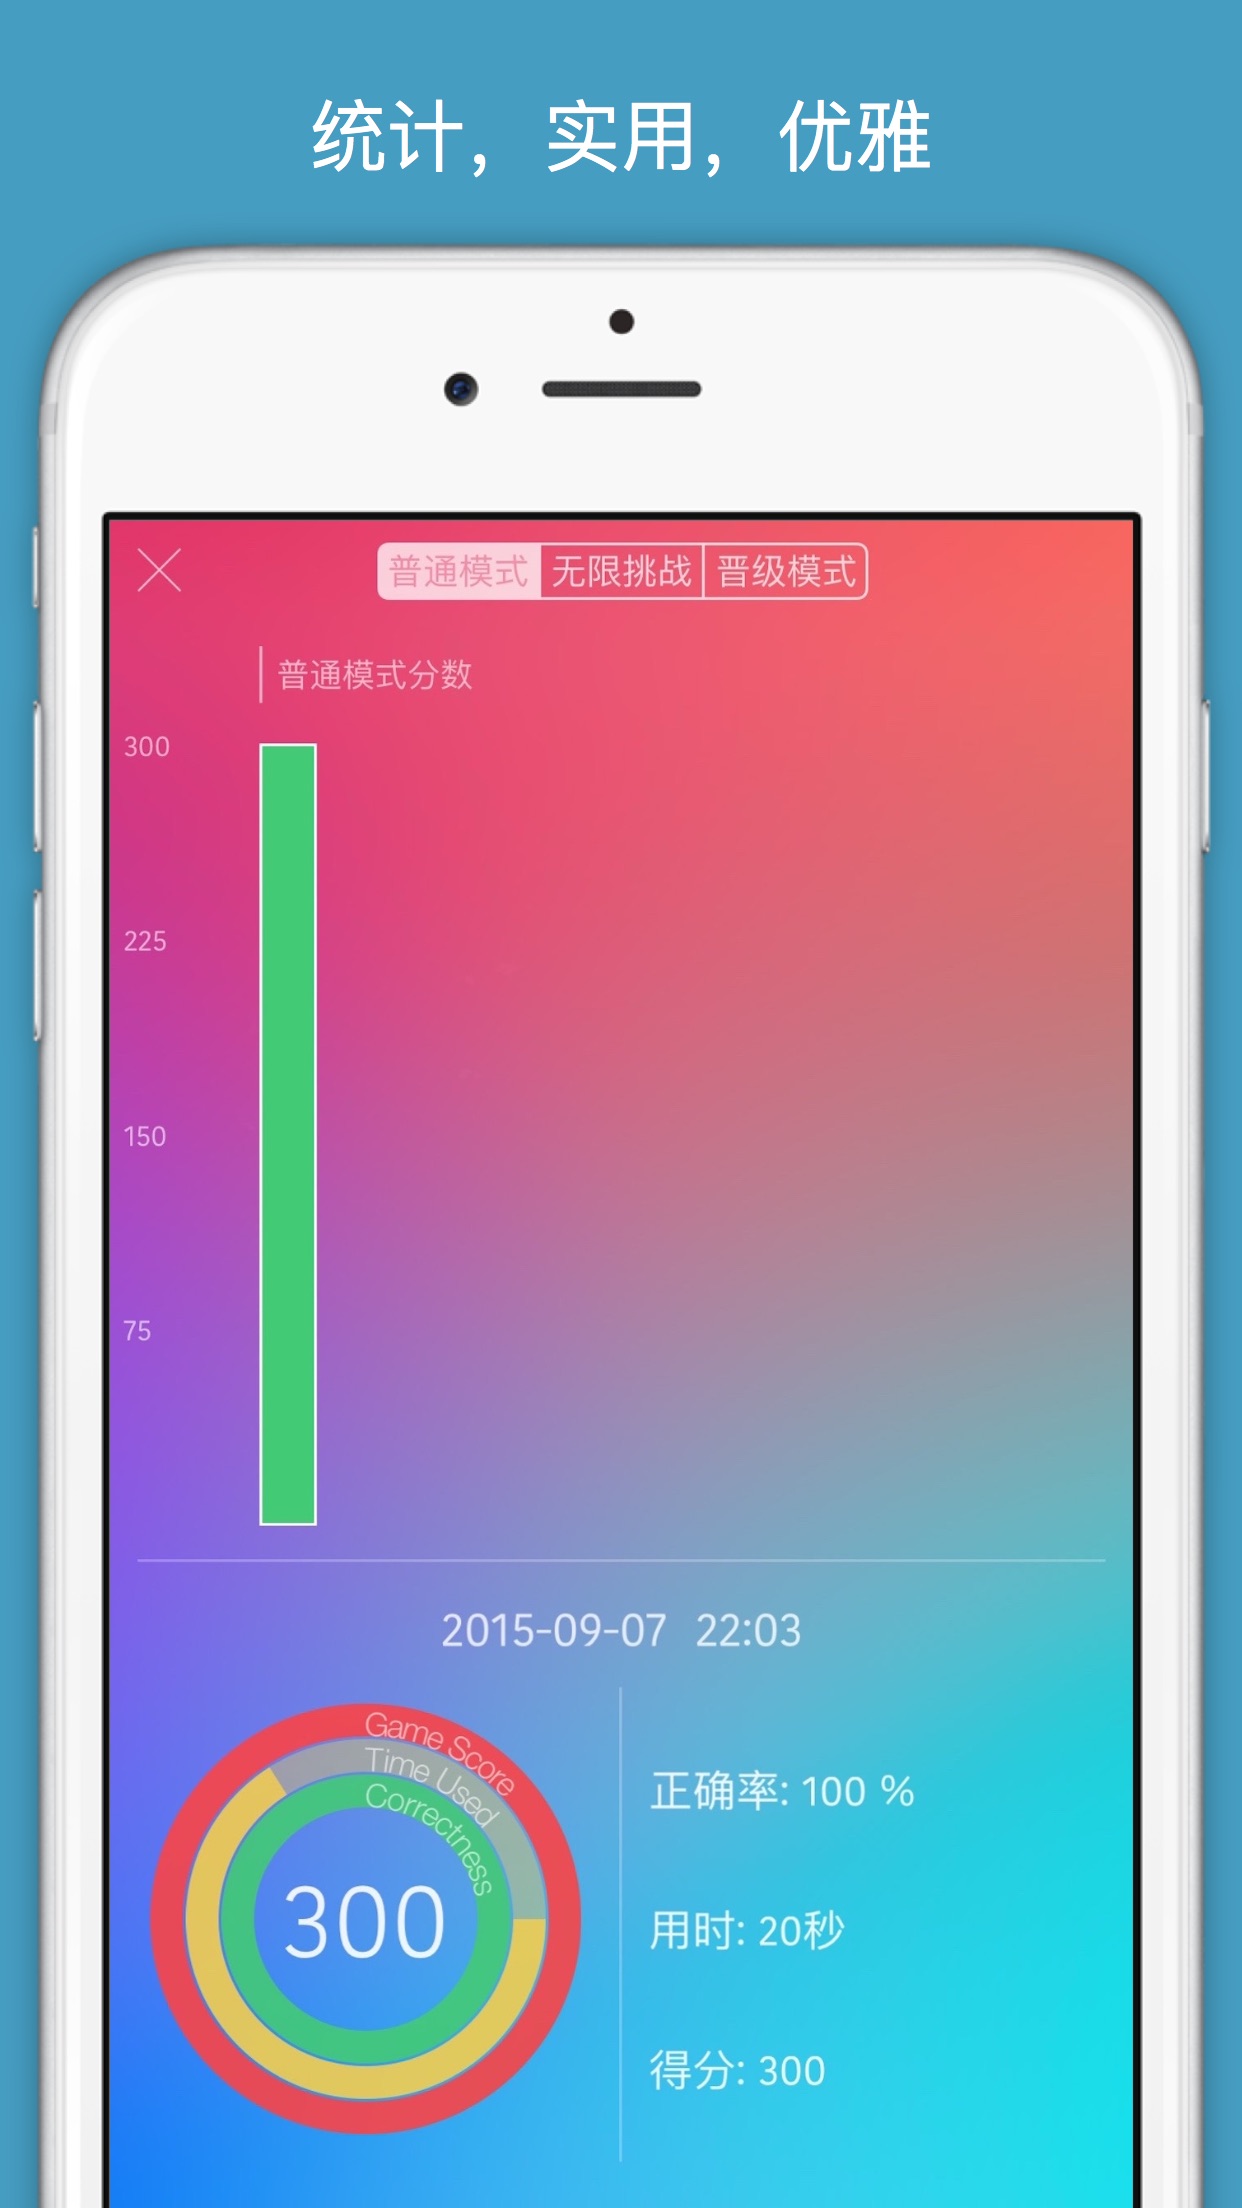 统计，实用，优雅
普通模式 无限挑战 晋级模式
普通模式分数
300
225
150
75
2015-09-07 22:03
Game Score
Time Used
Correctness
300
正确率: 100 %
用时: 20秒
得分: 300